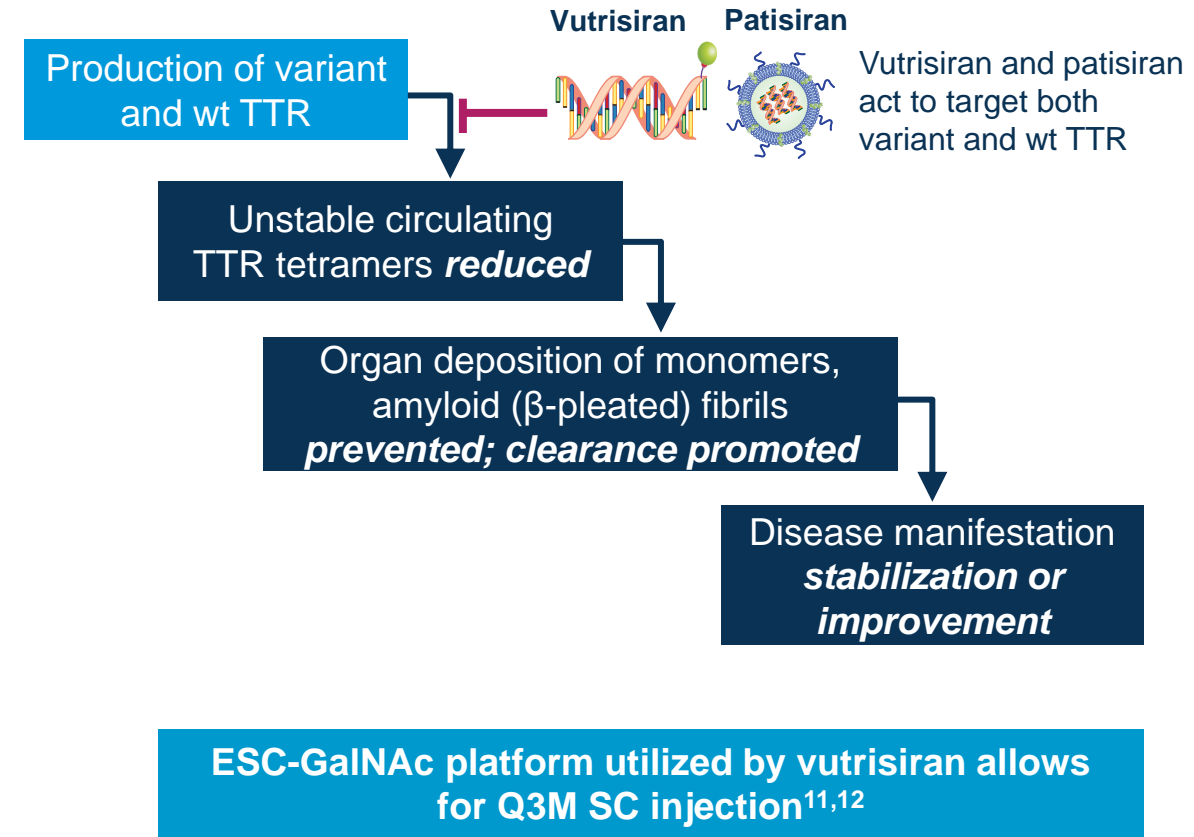 Vutrisiran
Patisiran
Production of variant
and wt TTR
Vutrisiran and patisiran
act to target both
variant and wt TTR
Unstable circulating
TTR tetramers reduced
Organ deposition of monomers,
amyloid (β-pleated) fibrils
prevented; clearance promoted
Disease manifestation
stabilization or
improvement
ESC-GalNAc platform utilized by vutrisiran allows
for Q3M SC injection11,12